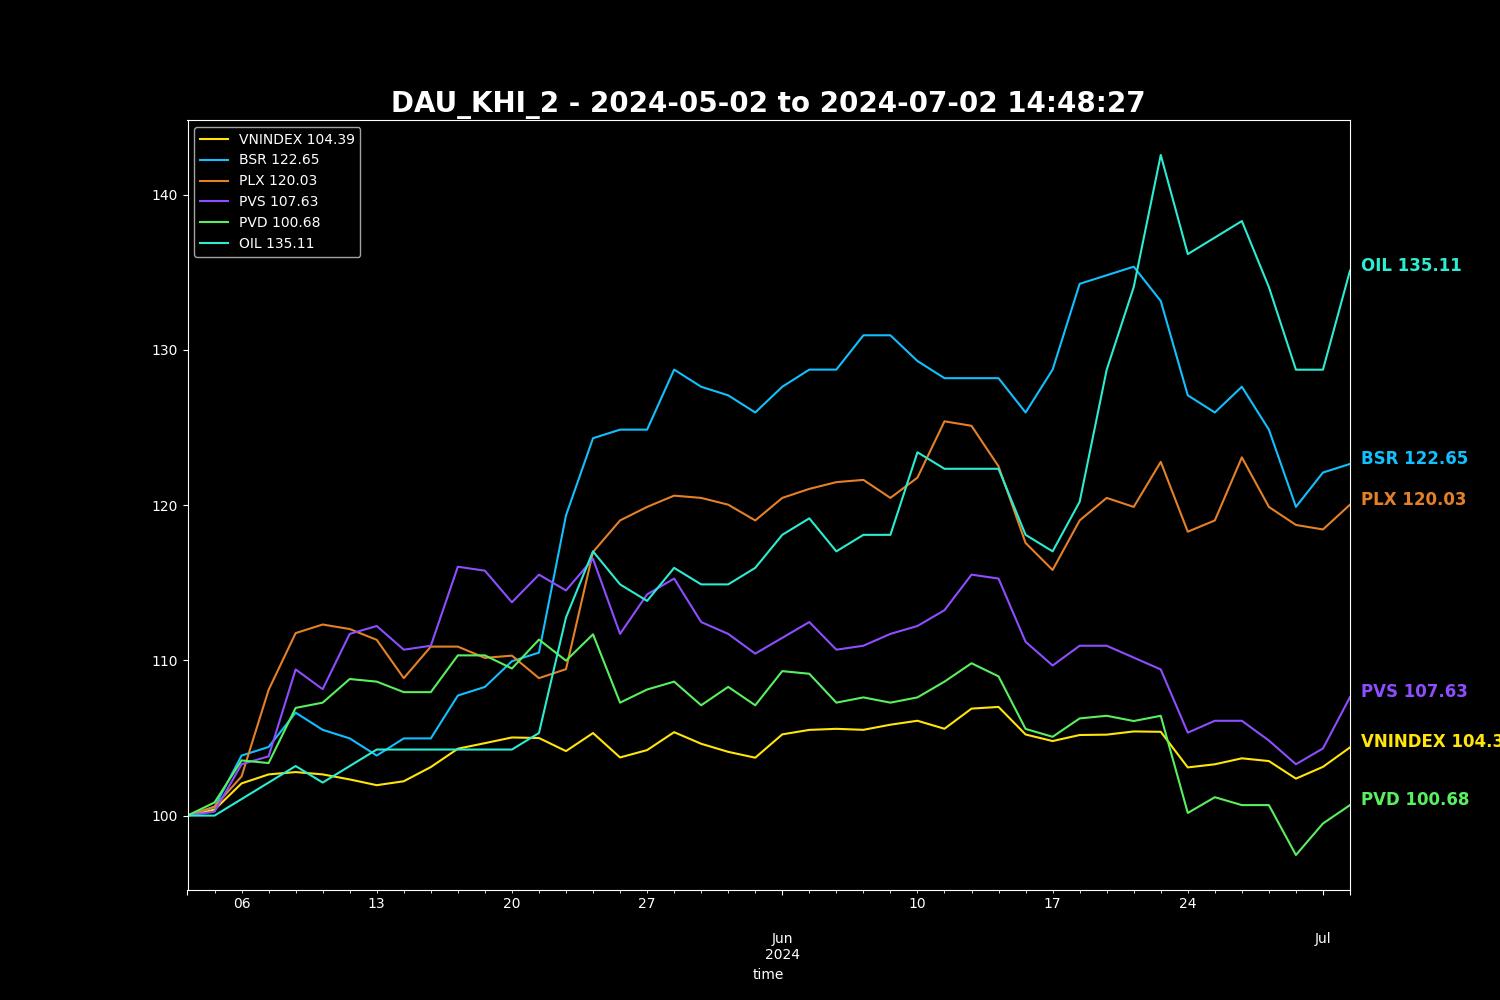 DAU_KHI_2 - 2024-05-02 to 2024-07-02 14:48:27
VNINDEX 104.39
BSR 122.65
PLX 120.03
PVS 107.63
PVD 100.68
OIL 135.11
140
130
120
110
100
OIL 135.11
BSR 122.65
PLX 120.03
PVS 107.63
VNINDEX 104.3
PVD 100.68
06 13 20 27 10 17 24
Jun Jul
2024
time